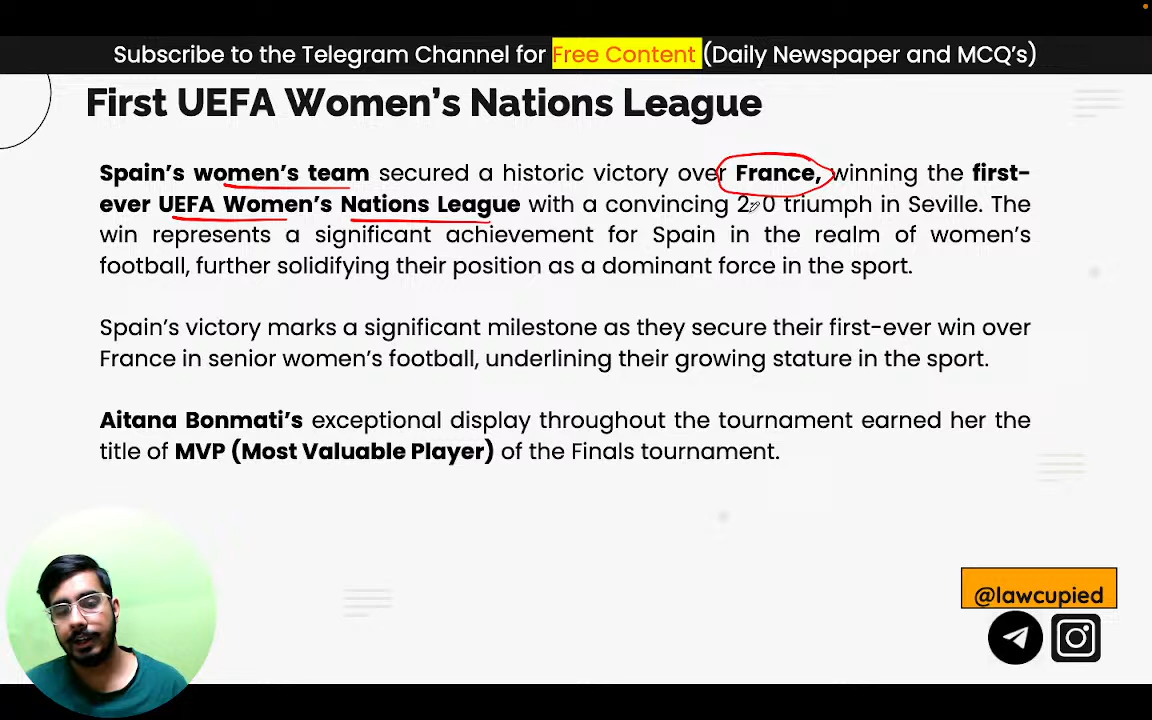 Subscribe to the Telegram Channel for Free Content (Daily Newspaper and MCQ's)
First UEFA Women's Nations League
Spain's women's team secured a historic victory over France, winning the first-
ever UEFA Women's Nations League with a convincing 2-0 triumph in Seville. The
win represents a significant achievement for Spain in the realm of women's
football, further solidifying their position as a dominant force in the sport.
Spain's victory marks a significant milestone as they secure their first-ever win over
France in senior women's football, underlining their growing stature in the sport.
Aitana Bonmati's exceptional display throughout the tournament earned her the
title of MVP (Most Valuable Player) of the Finals tournament.
@lawcupied